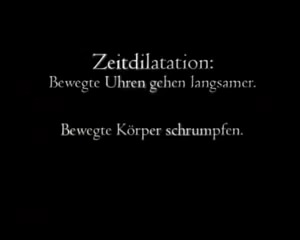 Zeitdilatation:
Bewegte Uhren gehen langsamer.
Bewegte Körper schrumpfen.